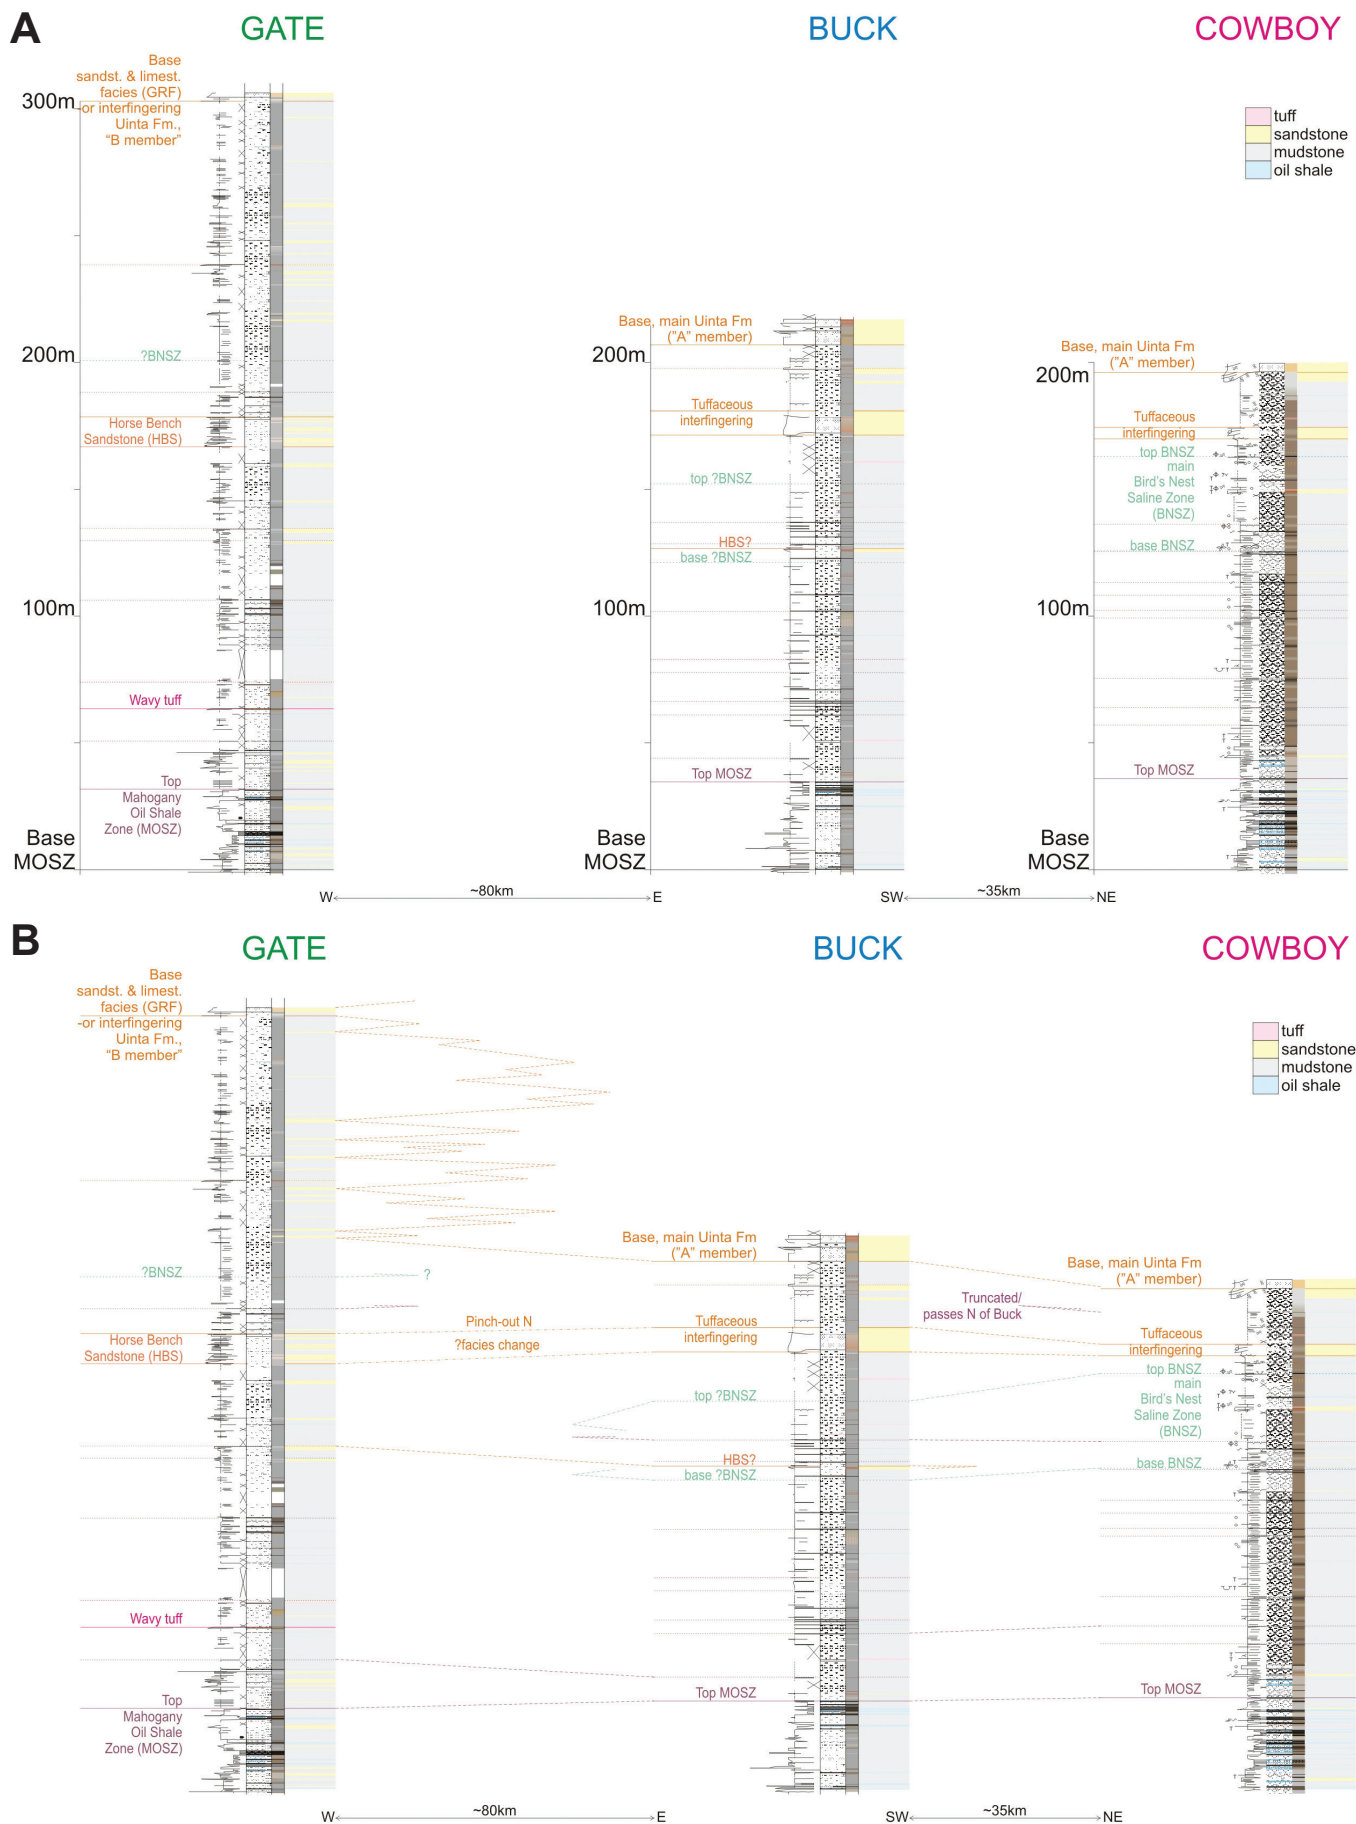 A
GATE
BUCK
COWBOY
Base
sandst. & limest.
facies (GRF)
-or interfingering
Uinta Fm.,
"B member"
300m
tuff
sandstone
mudstone
oil shale
?BNSZ
Horse Bench
Sandstone (HBS)
Wavy tuff
Top
Mahogany
Oil Shale
Zone (MOSZ)
Base
MOSZ
Base, main Uinta Fm
("A" member)
200m
Tuffaceous
interfingering
top ?BNSZ
HBS?
base ?BNSZ
100m
Top MOSZ
Base
MOSZ
Base, main Uinta Fm
("A" member)
200m
Tuffaceous
interfingering
top BNSZ
main
Bird's Nest
Saline Zone
(BNSZ)
base BNSZ
100m
Top MOSZ
Base
MOSZ
200m
100m
W
~80km
E
SW
~35km
NE
B
GATE
BUCK
COWBOY
Base
sandst. & limest.
facies (GRF)
-or interfingering
Uinta Fm.,
"B member"
tuff
sandstone
mudstone
oil shale
?BNSZ
?
Horse Bench
Sandstone (HBS)
Pinch-out N
?facies change
Wavy tuff
Top
Mahogany
Oil Shale
Zone (MOSZ)
Base, main Uinta Fm
("A" member)
Tuffaceous
interfingering
top ?BNSZ
HBS?
base ?BNSZ
Top MOSZ
Truncated/
passes N of Buck
Base, main Uinta Fm
("A" member)
Tuffaceous
interfingering
top BNSZ
main
Bird's Nest
Saline Zone
(BNSZ)
base BNSZ
Top MOSZ
W
~80km
E
SW
~35km
NE